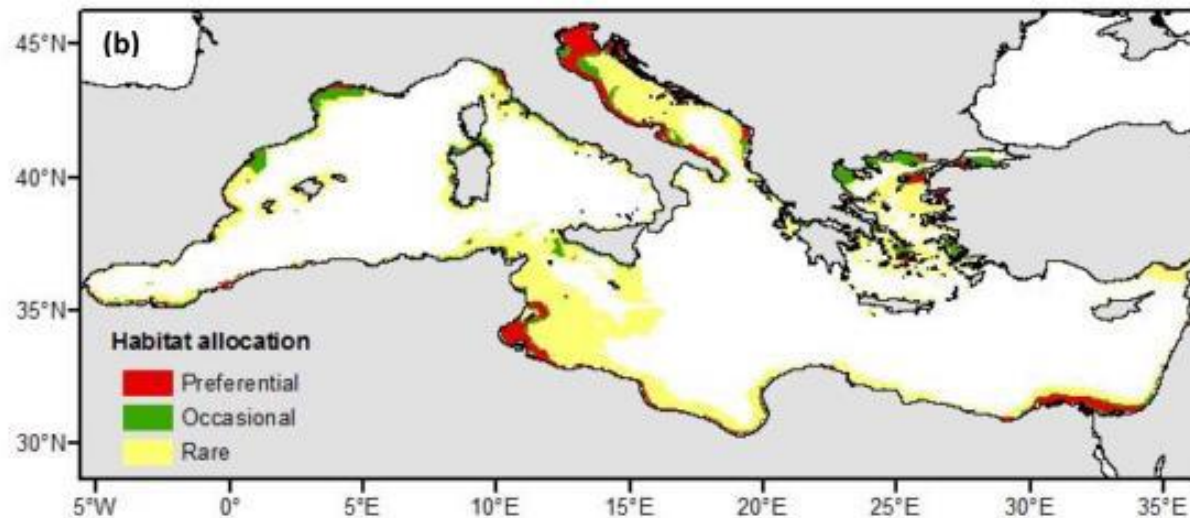 (b)
45°N
40°N
35°N
30°N
Habitat allocation
Preferential
Occasional
Rare
5°W 0° 5°E 10°E 15°E 20°E 25°E 30°E 35°E